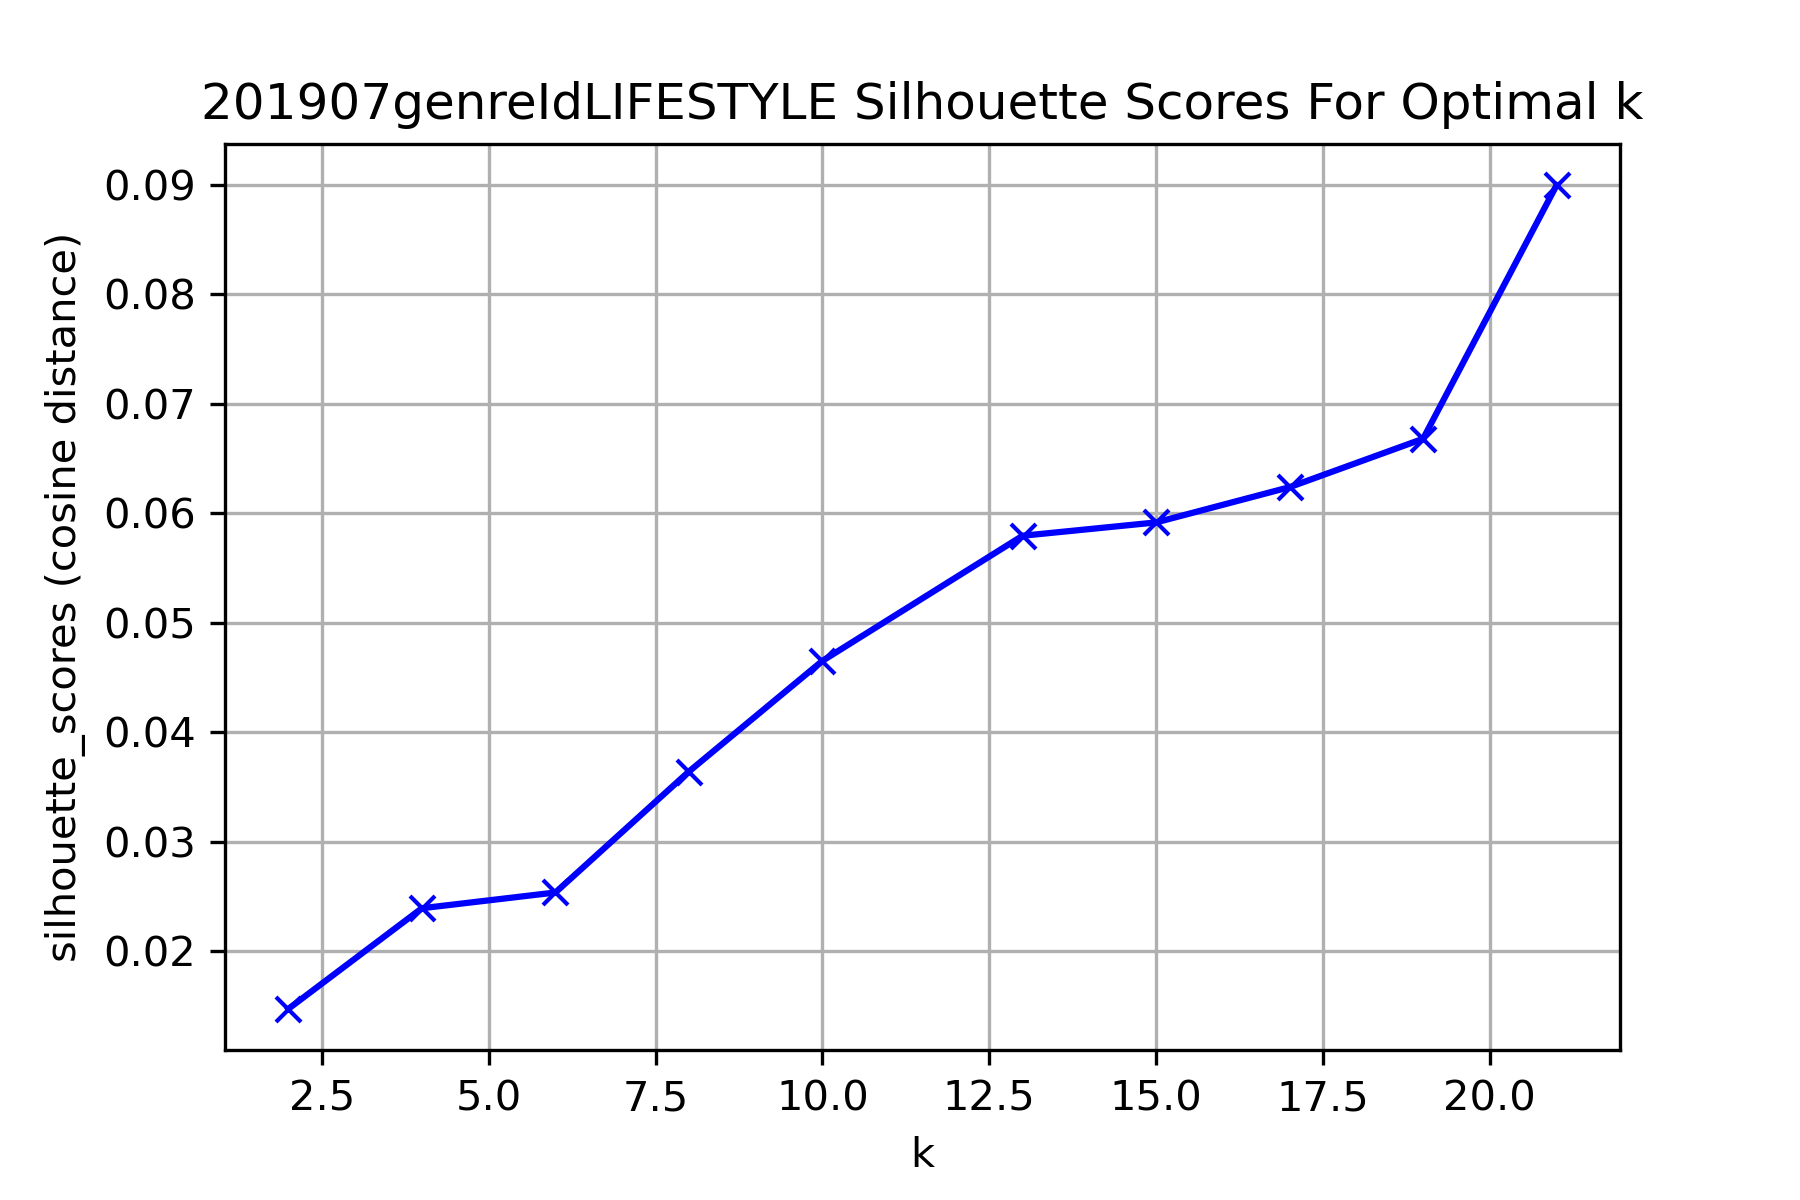 201907genreIdLIFESTYLE Silhouette Scores For Optimal k
silhouette_scores (cosine distance)
0.09
0.08
0.07
0.06
0.05
0.04
0.03
0.02
2.5 5.0 7.5 10.0 12.5 15.0 17.5 20.0
k